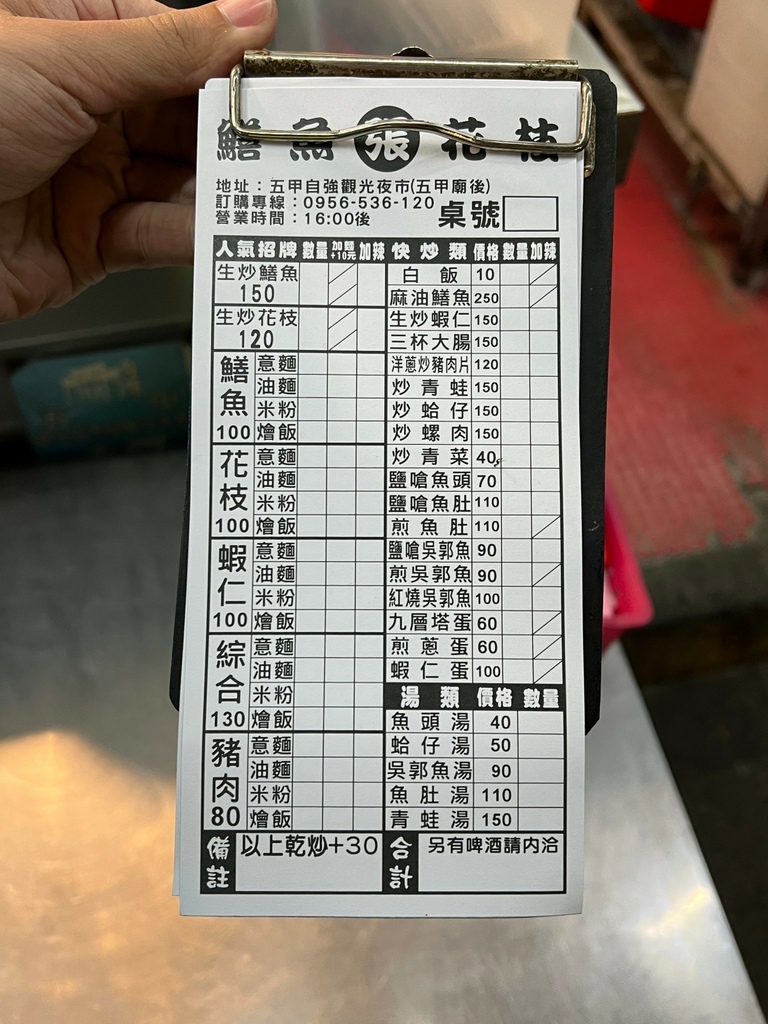 鱔魚 張 花枝
地址：五甲自強觀光夜市(五甲廟後)
訂購專線：0956-536-120
營業時間：16:00後
桌號
人氣招牌 數量 加麵+10元 加辣
生炒鱔魚 150
生炒花枝 120
鱔魚 100
意麵
油麵
米粉
燴飯
花枝 100
意麵
油麵
米粉
燴飯
蝦仁 100
意麵
油麵
米粉
燴飯
綜合 130
意麵
油麵
米粉
燴飯
豬肉 80
意麵
油麵
米粉
燴飯
備註 以上乾炒+30
快炒類 價格 數量 加辣
白飯 10
麻油鱔魚 250
生炒蝦仁 150
三杯大腸 150
洋蔥炒豬肉片 120
炒青蛙 150
炒蛤仔 150
炒螺肉 150
炒青菜 40
鹽嗆魚頭 70
鹽嗆魚肚 110
煎魚肚 110
鹽嗆吳郭魚 90
煎吳郭魚 90
紅燒吳郭魚 100
九層塔蛋 60
煎蔥蛋 60
蝦仁蛋 100
湯類 價格 數量
魚頭湯 40
蛤仔湯 50
吳郭魚湯 90
魚肚湯 110
青蛙湯 150
合計 另有啤酒請內洽